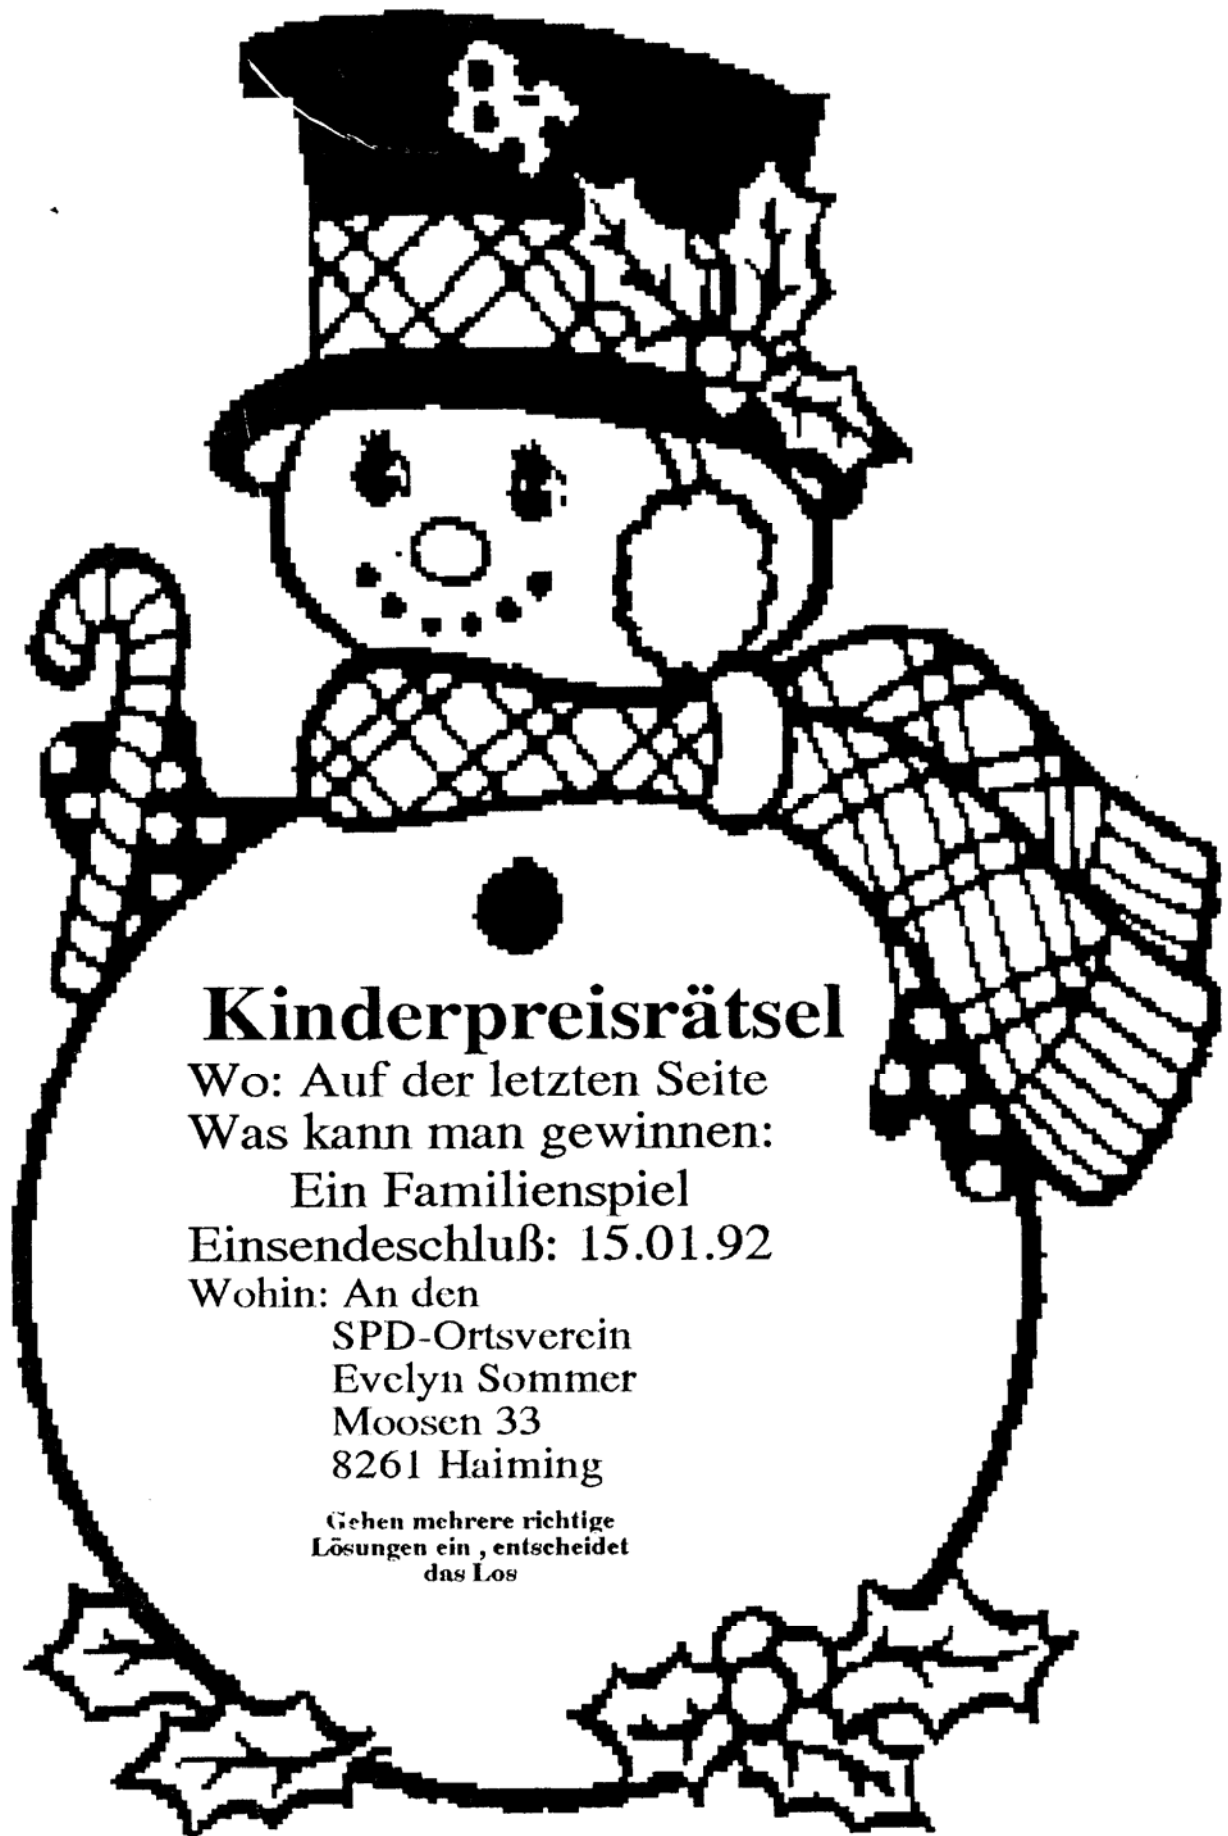 Kinderpreisrätsel
Wo: Auf der letzten Seite
Was kann man gewinnen:
Ein Familienspiel
Einsendeschluß: 15.01.92
Wohin: An den
SPD-Ortsverein
Evelyn Sommer
Moosen 33
8261 Haiming
Gehen mehrere richtige
Lösungen ein , entscheidet
das Los